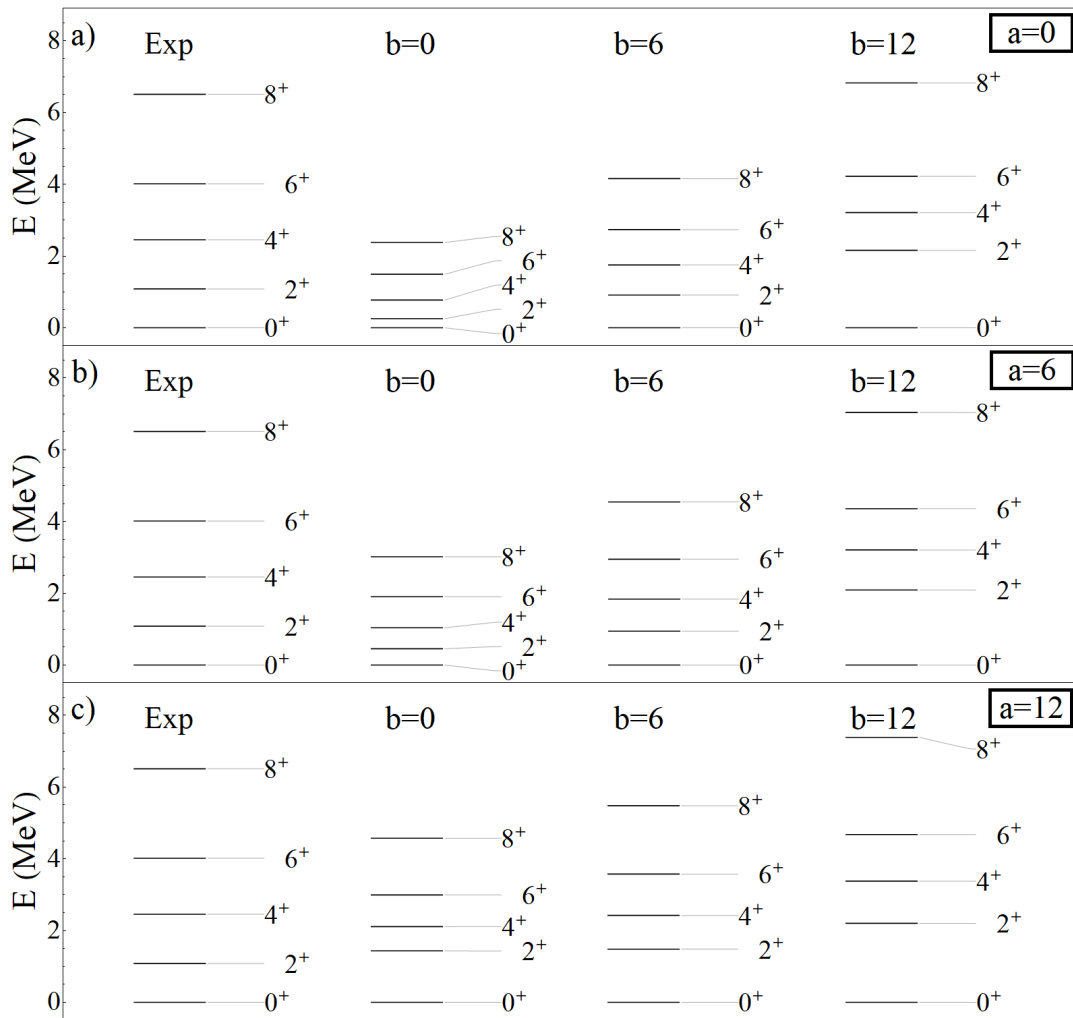 a) Exp b=0 b=6 b=12 a=0
E (MeV)
8
6
4
2
0
8+ 6+ 4+ 2+ 0+
8+ 6+ 4+ 2+ 0+
8+ 6+ 4+ 2+ 0+
8+ 6+ 4+ 2+ 0+
b) Exp b=0 b=6 b=12 a=6
E (MeV)
8
6
4
2
0
8+ 6+ 4+ 2+ 0+
8+ 6+ 4+ 2+ 0+
8+ 6+ 4+ 2+ 0+
8+ 6+ 4+ 2+ 0+
c) Exp b=0 b=6 b=12 a=12
E (MeV)
8
6
4
2
0
8+ 6+ 4+ 2+ 0+
8+ 6+ 4+ 2+ 0+
8+ 6+ 4+ 2+ 0+
8+ 6+ 4+ 2+ 0+